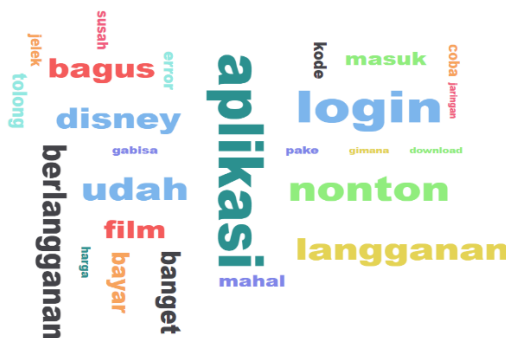 susah
jelek
bagus
error
tolong
disney
gabisa
udah
berlangganan
film
harga
bayar
banget
aplikasi
mahal
kode
masuk
coba
jaringan
login
pake
gimana
download
nonton
langganan